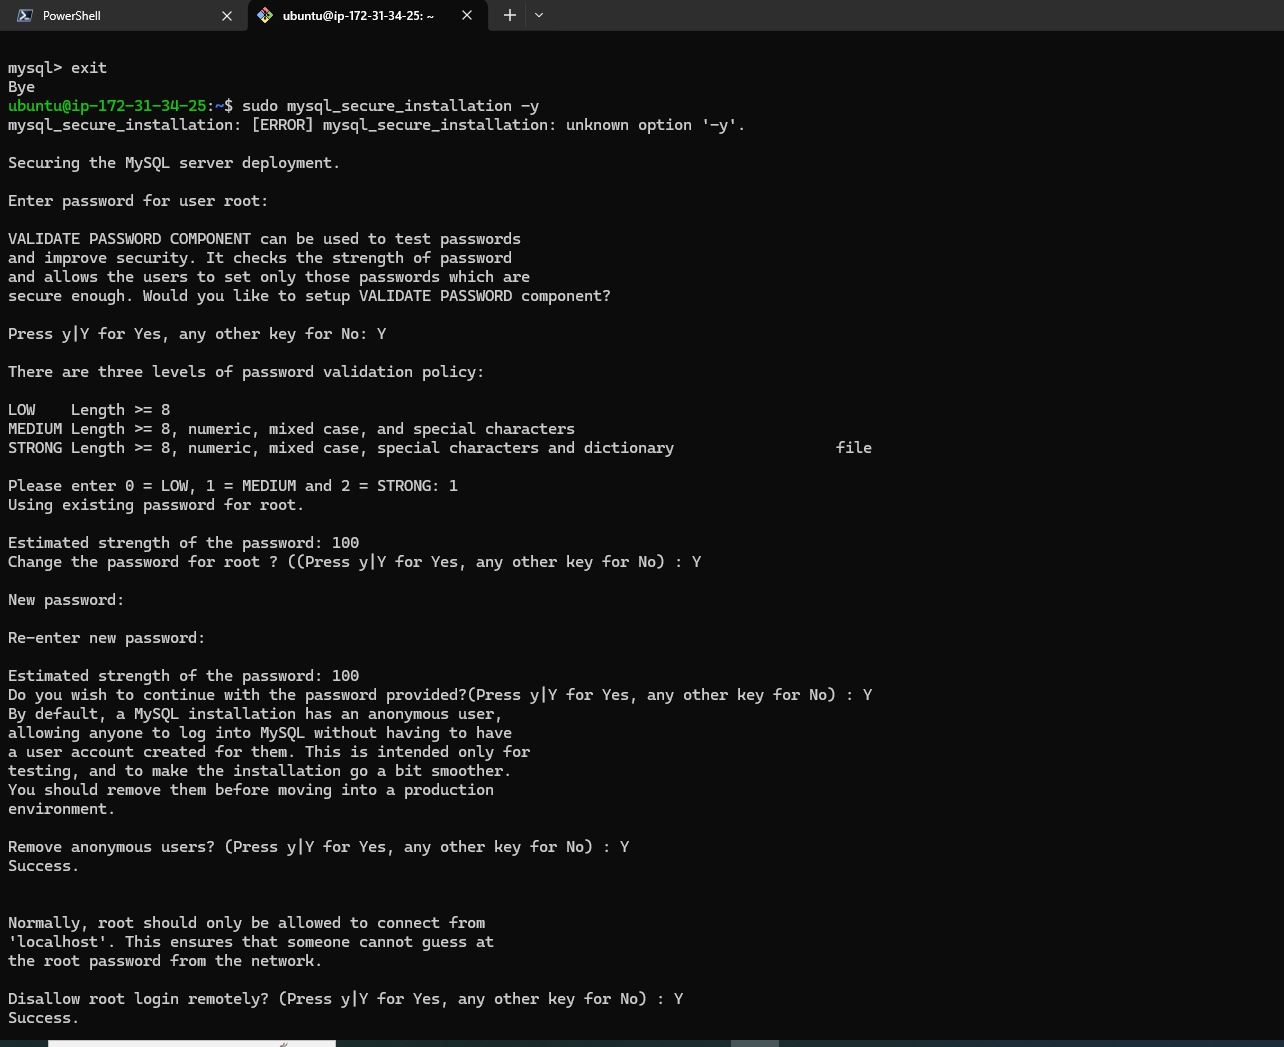 PowerShell
ubuntu@ip-172-31-34-25: ~
mysql> exit
Bye
ubuntu@ip-172-31-34-25:~$ sudo mysql_secure_installation -y
mysql_secure_installation: [ERROR] mysql_secure_installation: unknown option '-y'.
Securing the MySQL server deployment.
Enter password for user root:
VALIDATE PASSWORD COMPONENT can be used to test passwords
and improve security. It checks the strength of password
and allows the users to set only those passwords which are
secure enough. Would you like to setup VALIDATE PASSWORD component?
Press y|Y for Yes, any other key for No: Y
There are three levels of password validation policy:
LOW    Length >= 8
MEDIUM Length >= 8, numeric, mixed case, and special characters
STRONG Length >= 8, numeric, mixed case, special characters and dictionary                  file
Please enter 0 = LOW, 1 = MEDIUM and 2 = STRONG: 1
Using existing password for root.
Estimated strength of the password: 100
Change the password for root ? ((Press y|Y for Yes, any other key for No) : Y
New password:
Re-enter new password:
Estimated strength of the password: 100
Do you wish to continue with the password provided?(Press y|Y for Yes, any other key for No) : Y
By default, a MySQL installation has an anonymous user,
allowing anyone to log into MySQL without having to have
a user account created for them. This is intended only for
testing, and to make the installation go a bit smoother.
You should remove them before moving into a production
environment.
Remove anonymous users? (Press y|Y for Yes, any other key for No) : Y
Success.
Normally, root should only be allowed to connect from
'localhost'. This ensures that someone cannot guess at
the root password from the network.
Disallow root login remotely? (Press y|Y for Yes, any other key for No) : Y
Success.